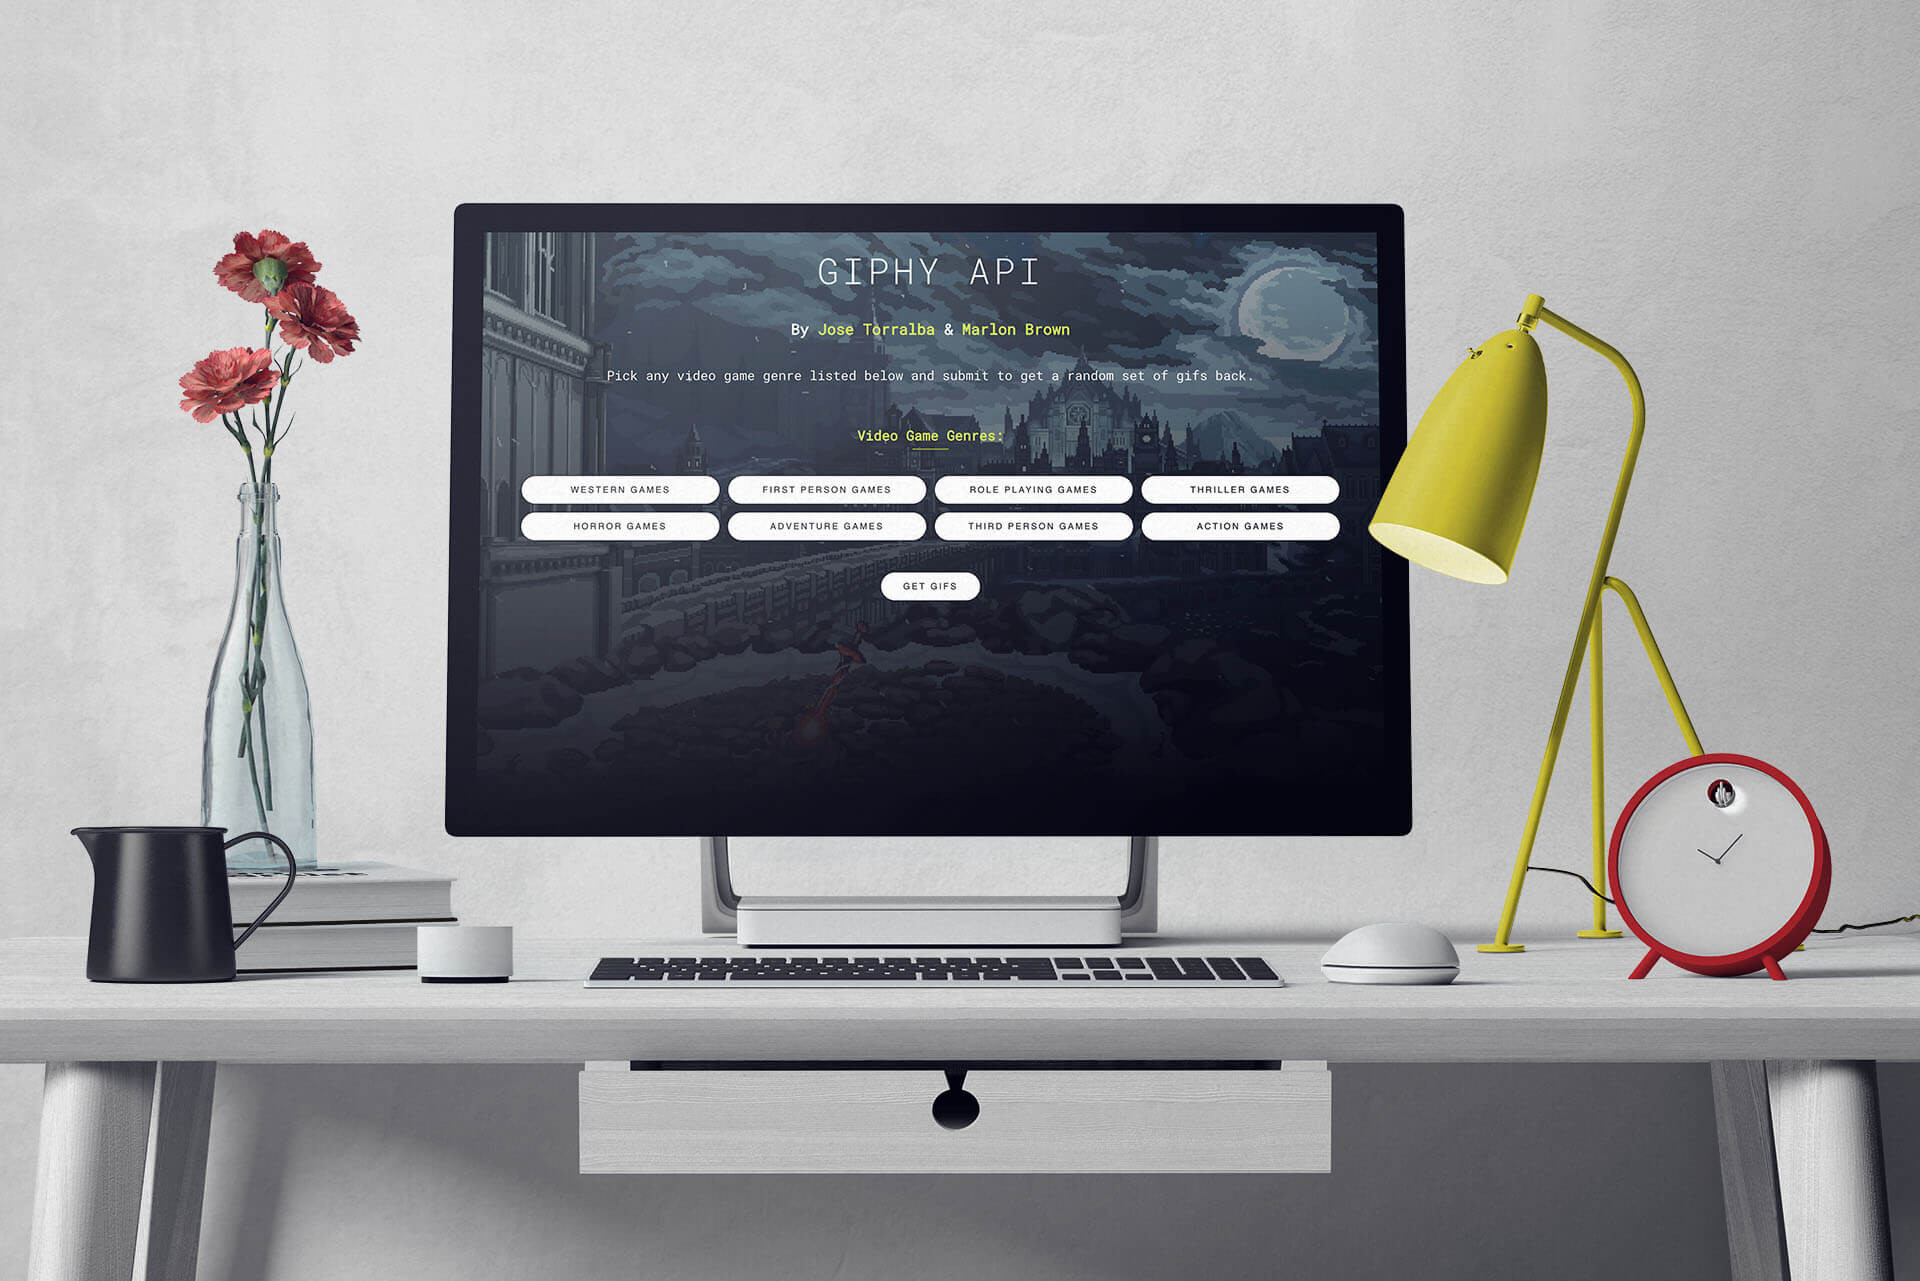 GIPHY API
By Jose Torralba & Marlon Brown
Pick any video game genre listed below and submit to get a random set of gifs back.
Video Game Genres:
WESTERN GAMES FIRST PERSON GAMES ROLE PLAYING GAMES THRILLER GAMES
HORROR GAMES ADVENTURE GAMES THIRD PERSON GAMES ACTION GAMES
GET GIFS